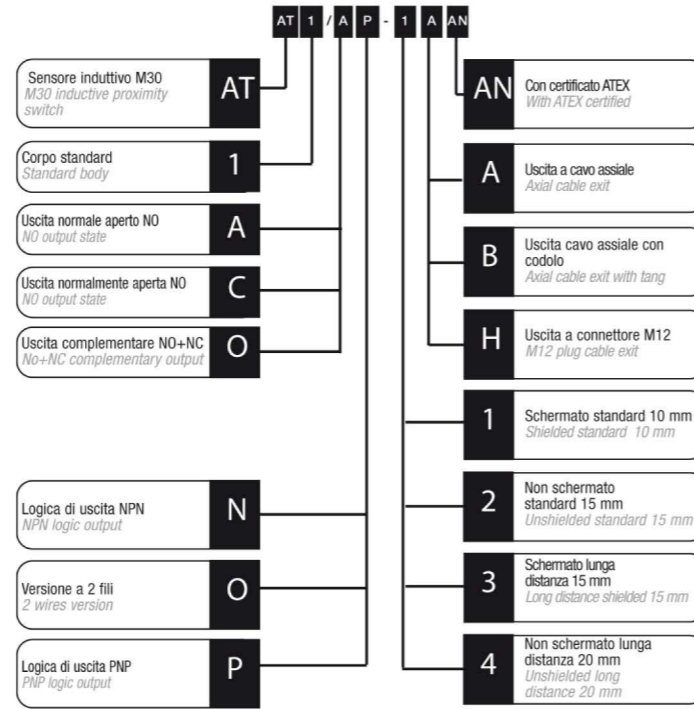 AT 1 / A P - 1 A AN
Sensore induttivo M30
M30 inductive proximity
switch
AT
Corpo standard
Standard body
1
Uscita normale aperto NO
NO output state
A
Uscita normalmente aperta NO
NO output state
C
Uscita complementare NO+NC
No+NC complementary output
O
Logica di uscita NPN
NPN logic output
N
Versione a 2 fili
2 wires version
O
Logica di uscita PNP
PNP logic output
P
AN
Con certificato ATEX
With ATEX certified
A
Uscita a cavo assiale
Axial cable exit
B
Uscita cavo assiale con
codolo
Axial cable exit with tang
H
Uscita a connettore M12
M12 plug cable exit
1
Schermato standard 10 mm
Shielded standard 10 mm
2
Non schermato
standard 15 mm
Unshielded standard 15 mm
3
Schermato lunga
distanza 15 mm
Long distance shielded 15 mm
4
Non schermato lunga
distanza 20 mm
Unshielded long
distance 20 mm